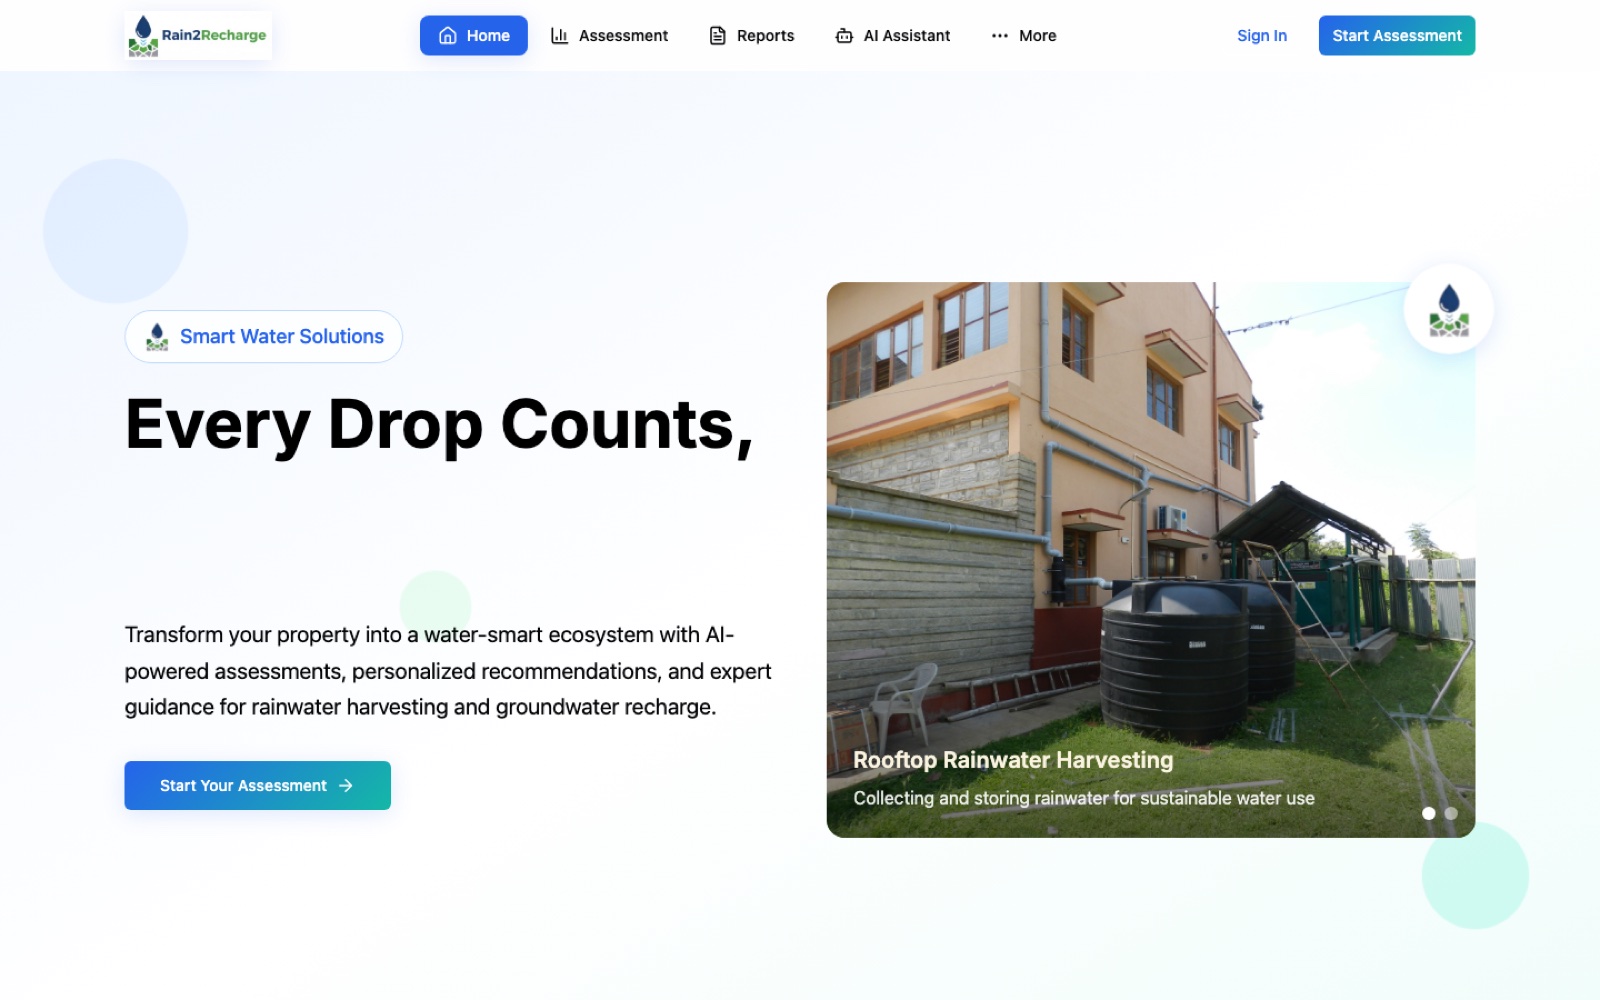 Rain2Recharge
Home
Assessment
Reports
AI Assistant
More
Sign In
Start Assessment
Smart Water Solutions
Every Drop Counts,
Transform your property into a water-smart ecosystem with AI-
powered assessments, personalized recommendations, and expert
guidance for rainwater harvesting and groundwater recharge.
Start Your Assessment
Rooftop Rainwater Harvesting
Collecting and storing rainwater for sustainable water use